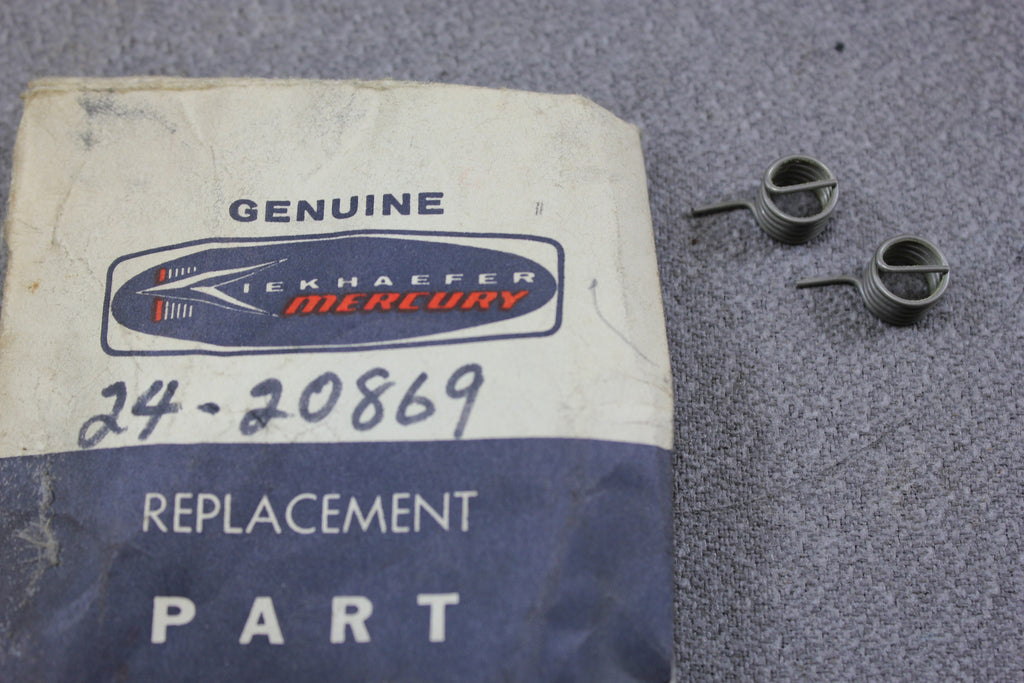 GENUINE
KIEKHAEFER
MERCURY
24-20869
REPLACEMENT
PART